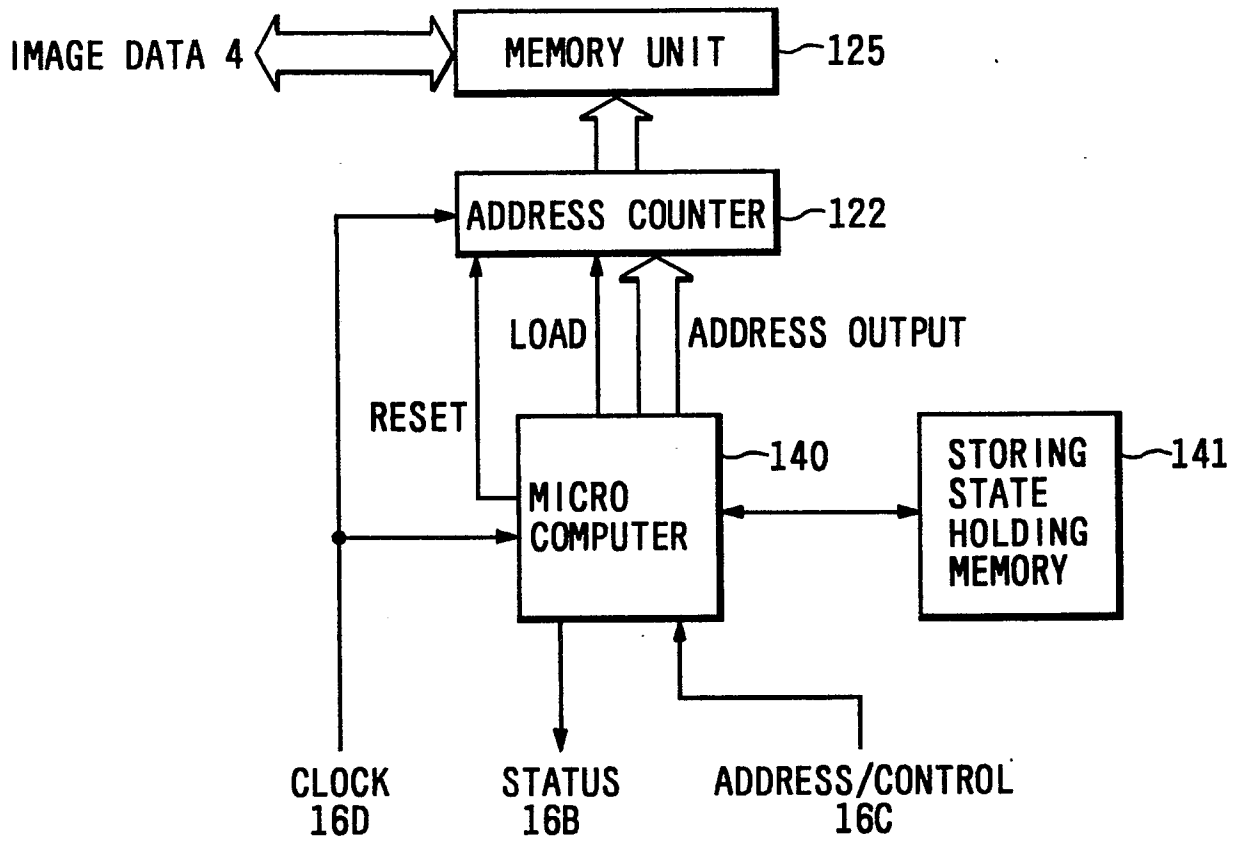 IMAGE DATA 4
MEMORY UNIT
125
ADDRESS COUNTER
122
LOAD
ADDRESS OUTPUT
RESET
140
141
MICRO
COMPUTER
STORING
STATE
HOLDING
MEMORY
CLOCK
16D
STATUS
16B
ADDRESS/CONTROL
16C